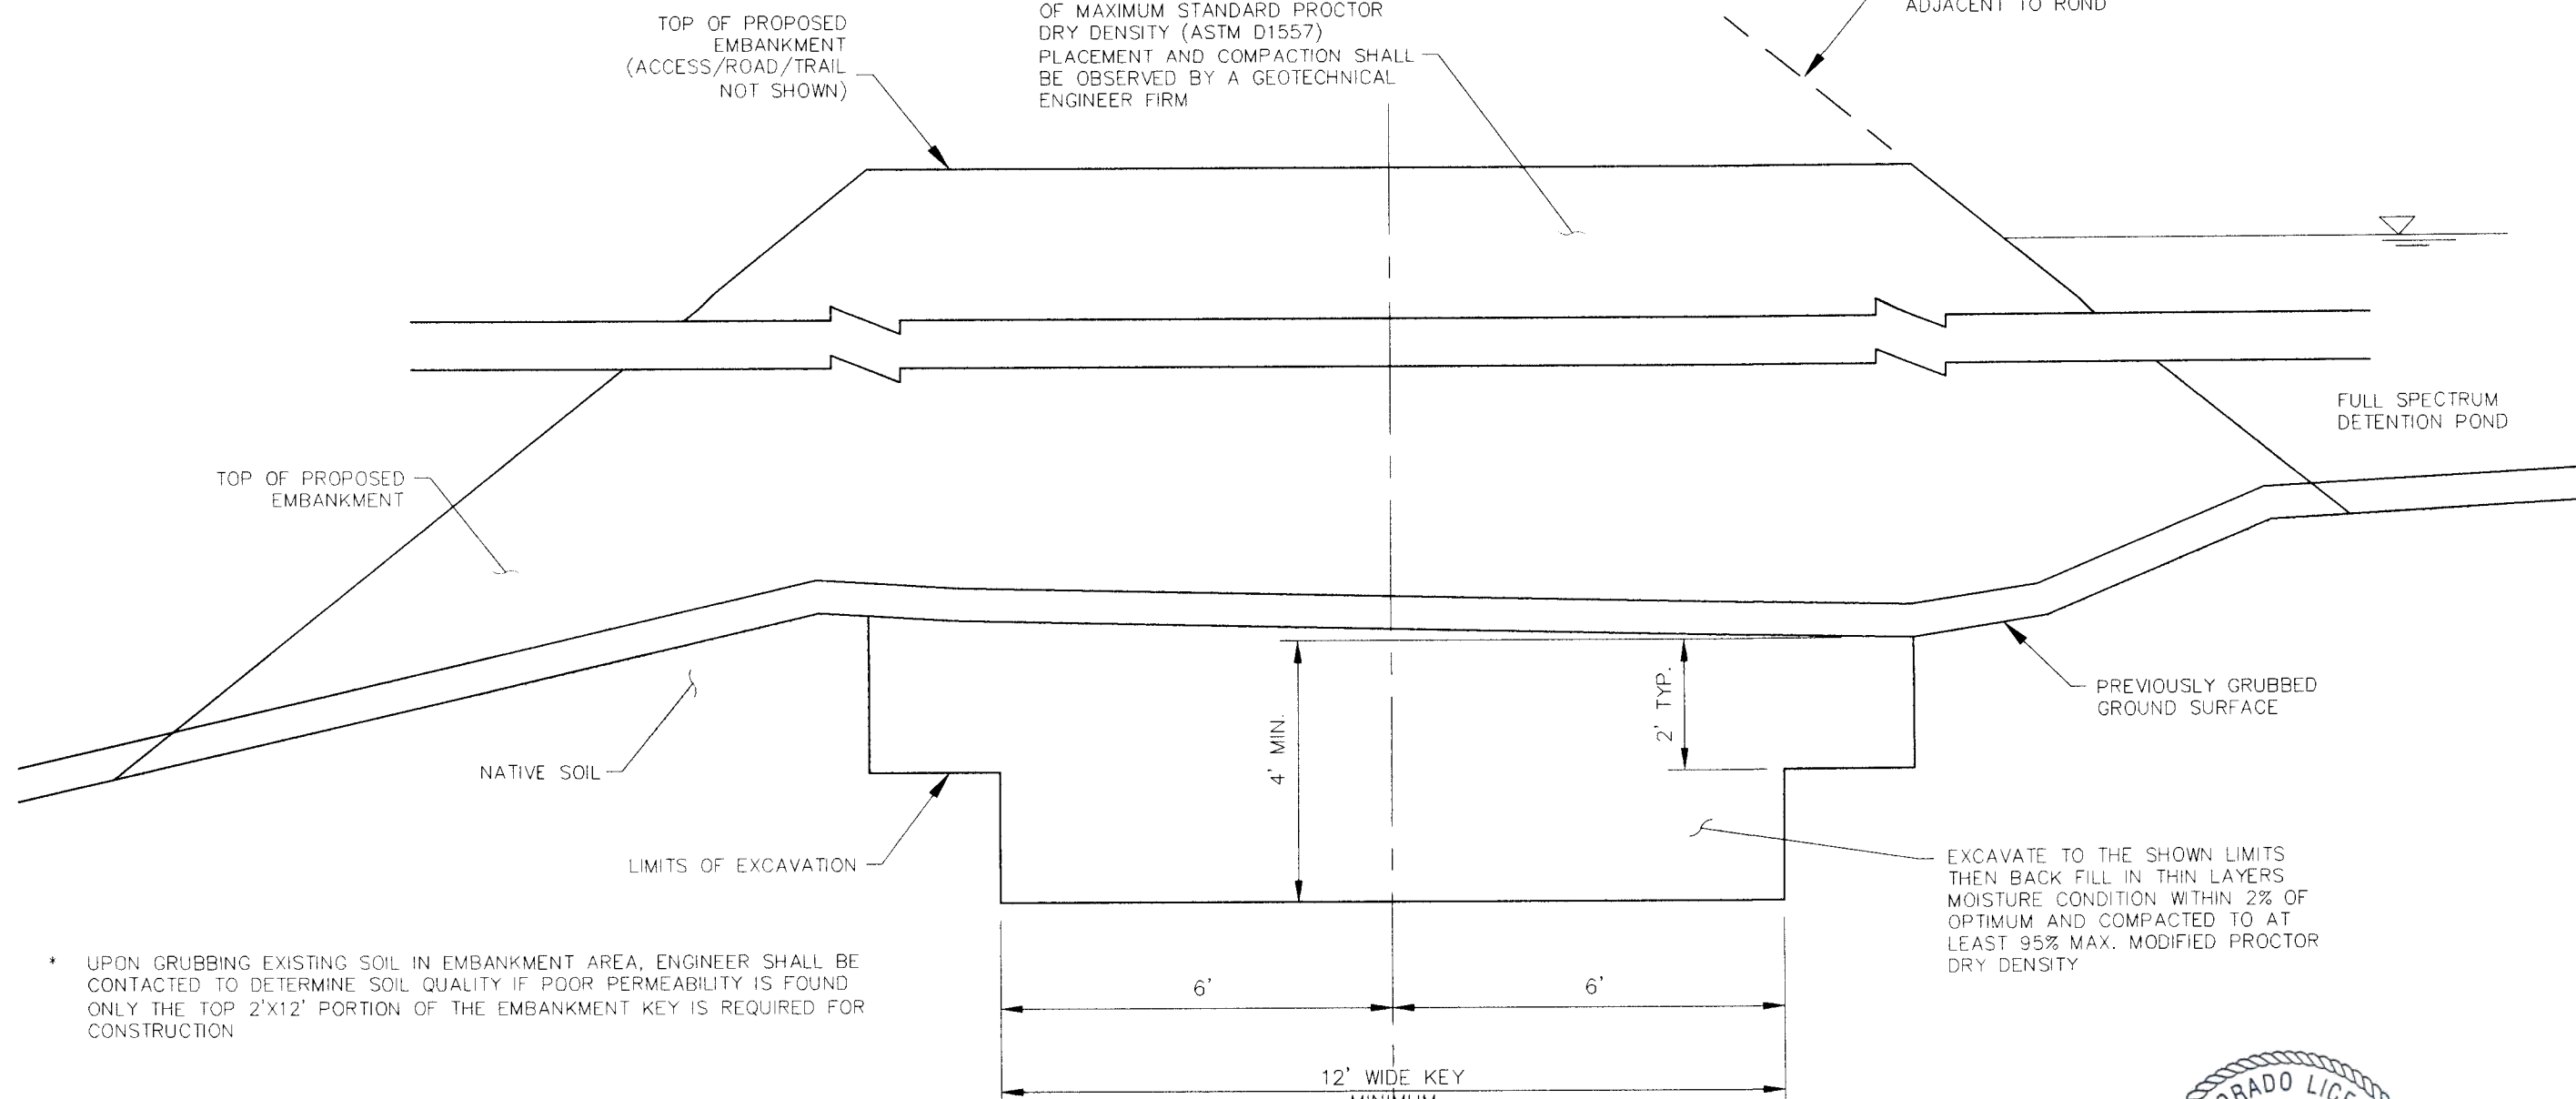 TOP OF PROPOSED
EMBANKMENT
(ACCESS/ROAD/TRAIL
NOT SHOWN)
OF MAXIMUM STANDARD PROCTOR
DRY DENSITY (ASTM D1557)
PLACEMENT AND COMPACTION SHALL
BE OBSERVED BY A GEOTECHNICAL
ENGINEER FIRM
ADJACENT TO ROND
FULL SPECTRUM
DETENTION POND
TOP OF PROPOSED
EMBANKMENT
PREVIOUSLY GRUBBED
GROUND SURFACE
4' MIN.
2' TYP.
NATIVE SOIL
LIMITS OF EXCAVATION
EXCAVATE TO THE SHOWN LIMITS
THEN BACK FILL IN THIN LAYERS
MOISTURE CONDITION WITHIN 2% OF
OPTIMUM AND COMPACTED TO AT
LEAST 95% MAX. MODIFIED PROCTOR
DRY DENSITY
* UPON GRUBBING EXISTING SOIL IN EMBANKMENT AREA, ENGINEER SHALL BE
CONTACTED TO DETERMINE SOIL QUALITY IF POOR PERMEABILITY IS FOUND
ONLY THE TOP 2'X12' PORTION OF THE EMBANKMENT KEY IS REQUIRED FOR
CONSTRUCTION
6'
6'
12' WIDE KEY
MINIMUM